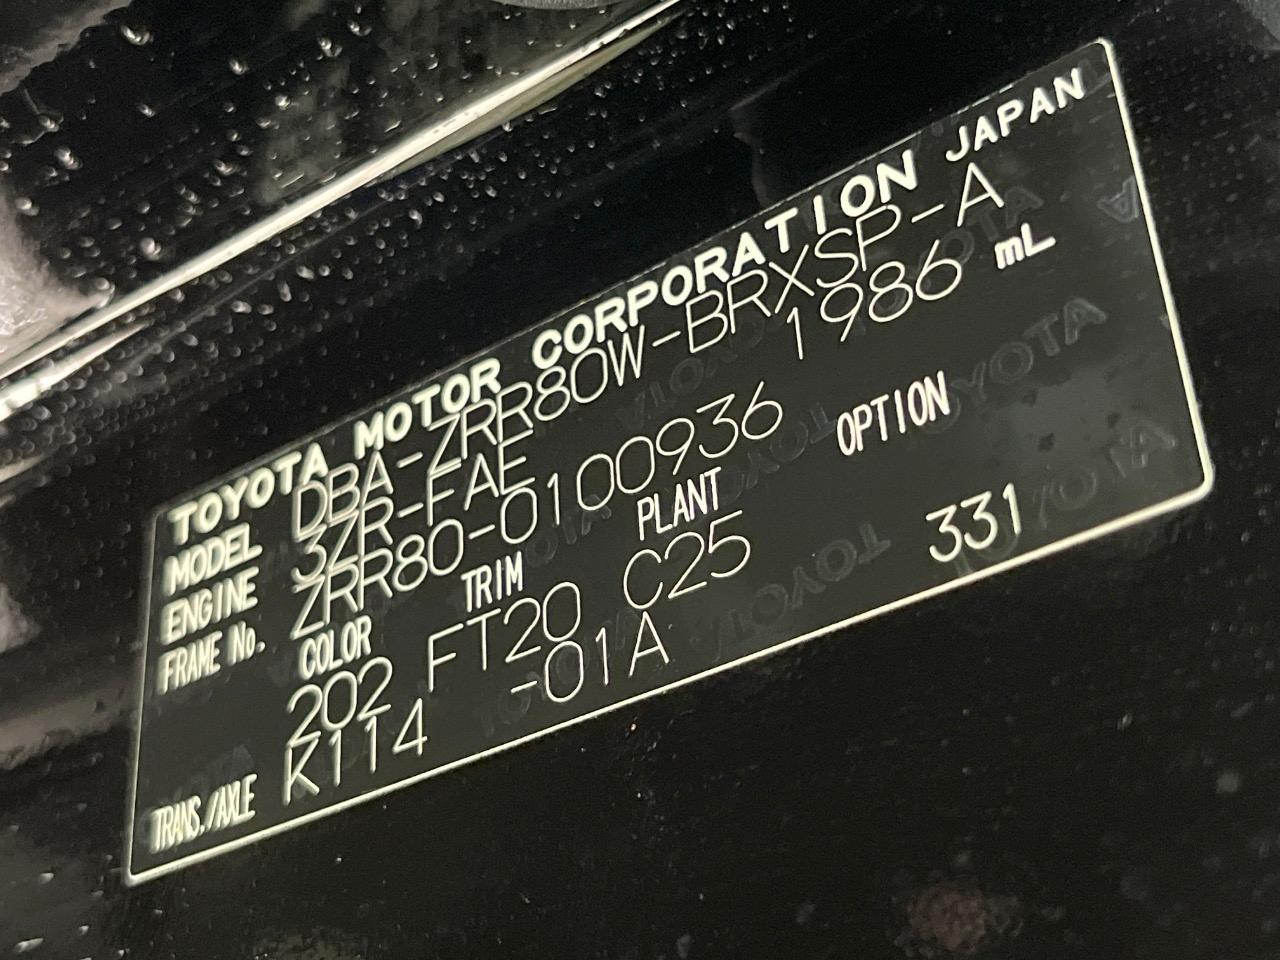 TOYOTA MOTOR CORPORATION JAPAN
MODEL DBA-ZRR80W-BRXSP-A
ENGINE 3ZR-FAE 1986 mL
FRAME No. ZRR80-0100936
COLOR TRIM PLANT OPTION
202 FT20 C25 331
TRANS./AXLE K114 -01A